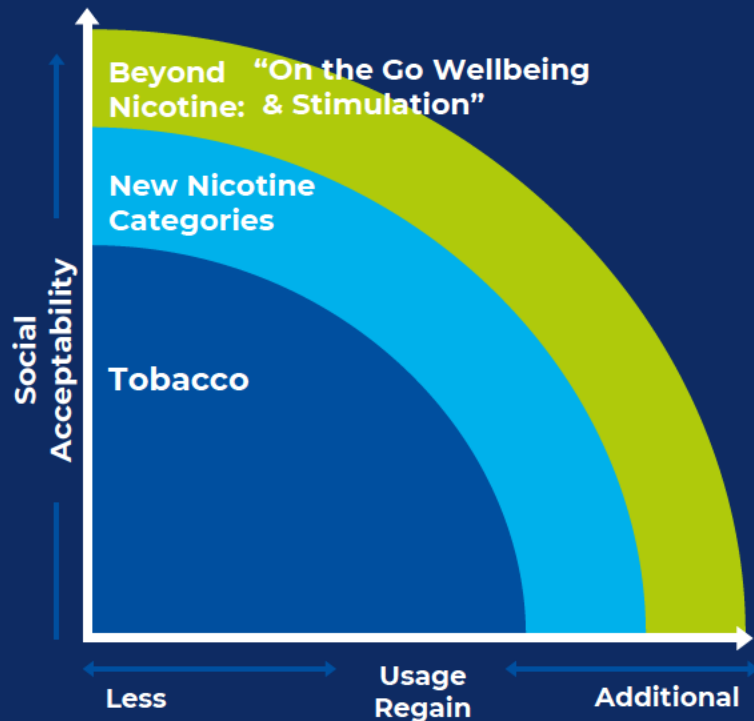 Beyond "On the Go Wellbeing
Nicotine: & Stimulation"
New Nicotine
Categories
Tobacco
Social
Acceptability
Less
Usage
Regain
Additional